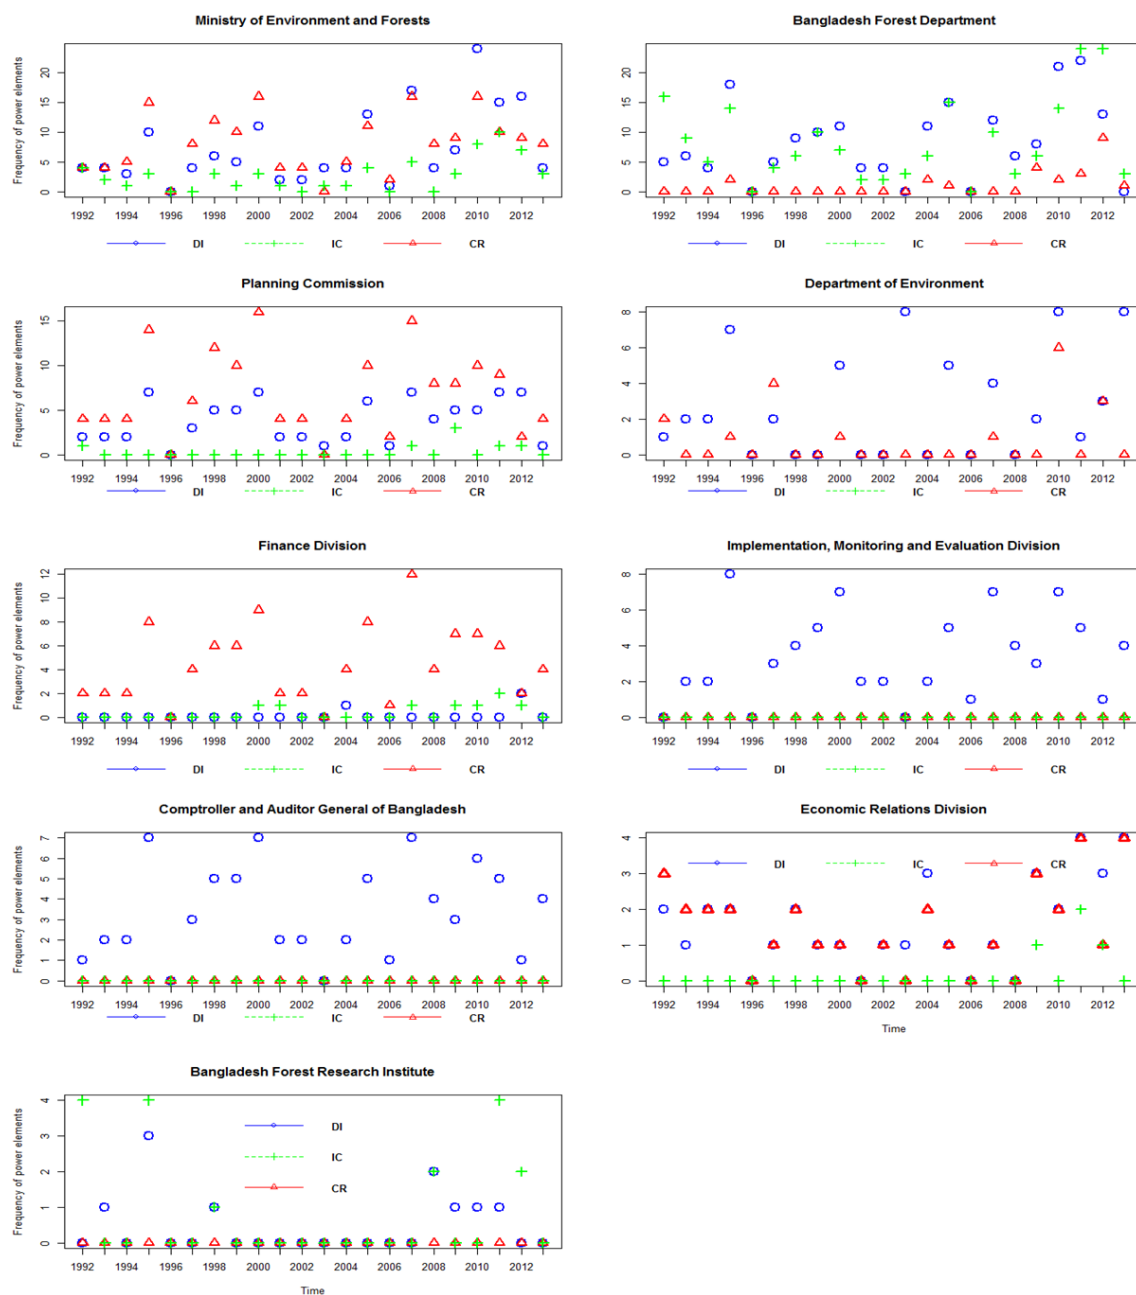 Ministry of Environment and Forests
Frequency of power elements
20
15
10
5
0
1992 1994 1996 1998 2000 2002 2004 2006 2008 2010 2012
DI IC CR
Bangladesh Forest Department
20
15
10
5
0
1992 1994 1996 1998 2000 2002 2004 2006 2008 2010 2012
DI IC CR
Planning Commission
Frequency of power elements
15
10
5
0
1992 1994 1996 1998 2000 2002 2004 2006 2008 2010 2012
DI IC CR
Department of Environment
8
6
4
2
0
1992 1994 1996 1998 2000 2002 2004 2006 2008 2010 2012
DI IC CR
Finance Division
Frequency of power elements
12
10
8
6
4
2
0
1992 1994 1996 1998 2000 2002 2004 2006 2008 2010 2012
DI IC CR
Implementation, Monitoring and Evaluation Division
8
6
4
2
0
1992 1994 1996 1998 2000 2002 2004 2006 2008 2010 2012
DI IC CR
Comptroller and Auditor General of Bangladesh
Frequency of power elements
7
6
5
4
3
2
1
0
1992 1994 1996 1998 2000 2002 2004 2006 2008 2010 2012
DI IC CR
Economic Relations Division
4
3
2
1
0
DI IC CR
1992 1994 1996 1998 2000 2002 2004 2006 2008 2010 2012
Time
Bangladesh Forest Research Institute
Frequency of power elements
4
3
2
1
0
DI
IC
CR
1992 1994 1996 1998 2000 2002 2004 2006 2008 2010 2012
Time